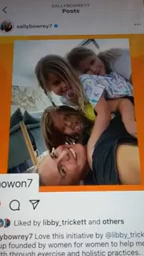 SALLYBOWREY7
Posts
sallybowrey7
bowon7
Liked by libby_trickett and others
ybowrey7 Love this initiative by @libby_trick
up founded by women for women to help me
th through exercise and holistic practices.